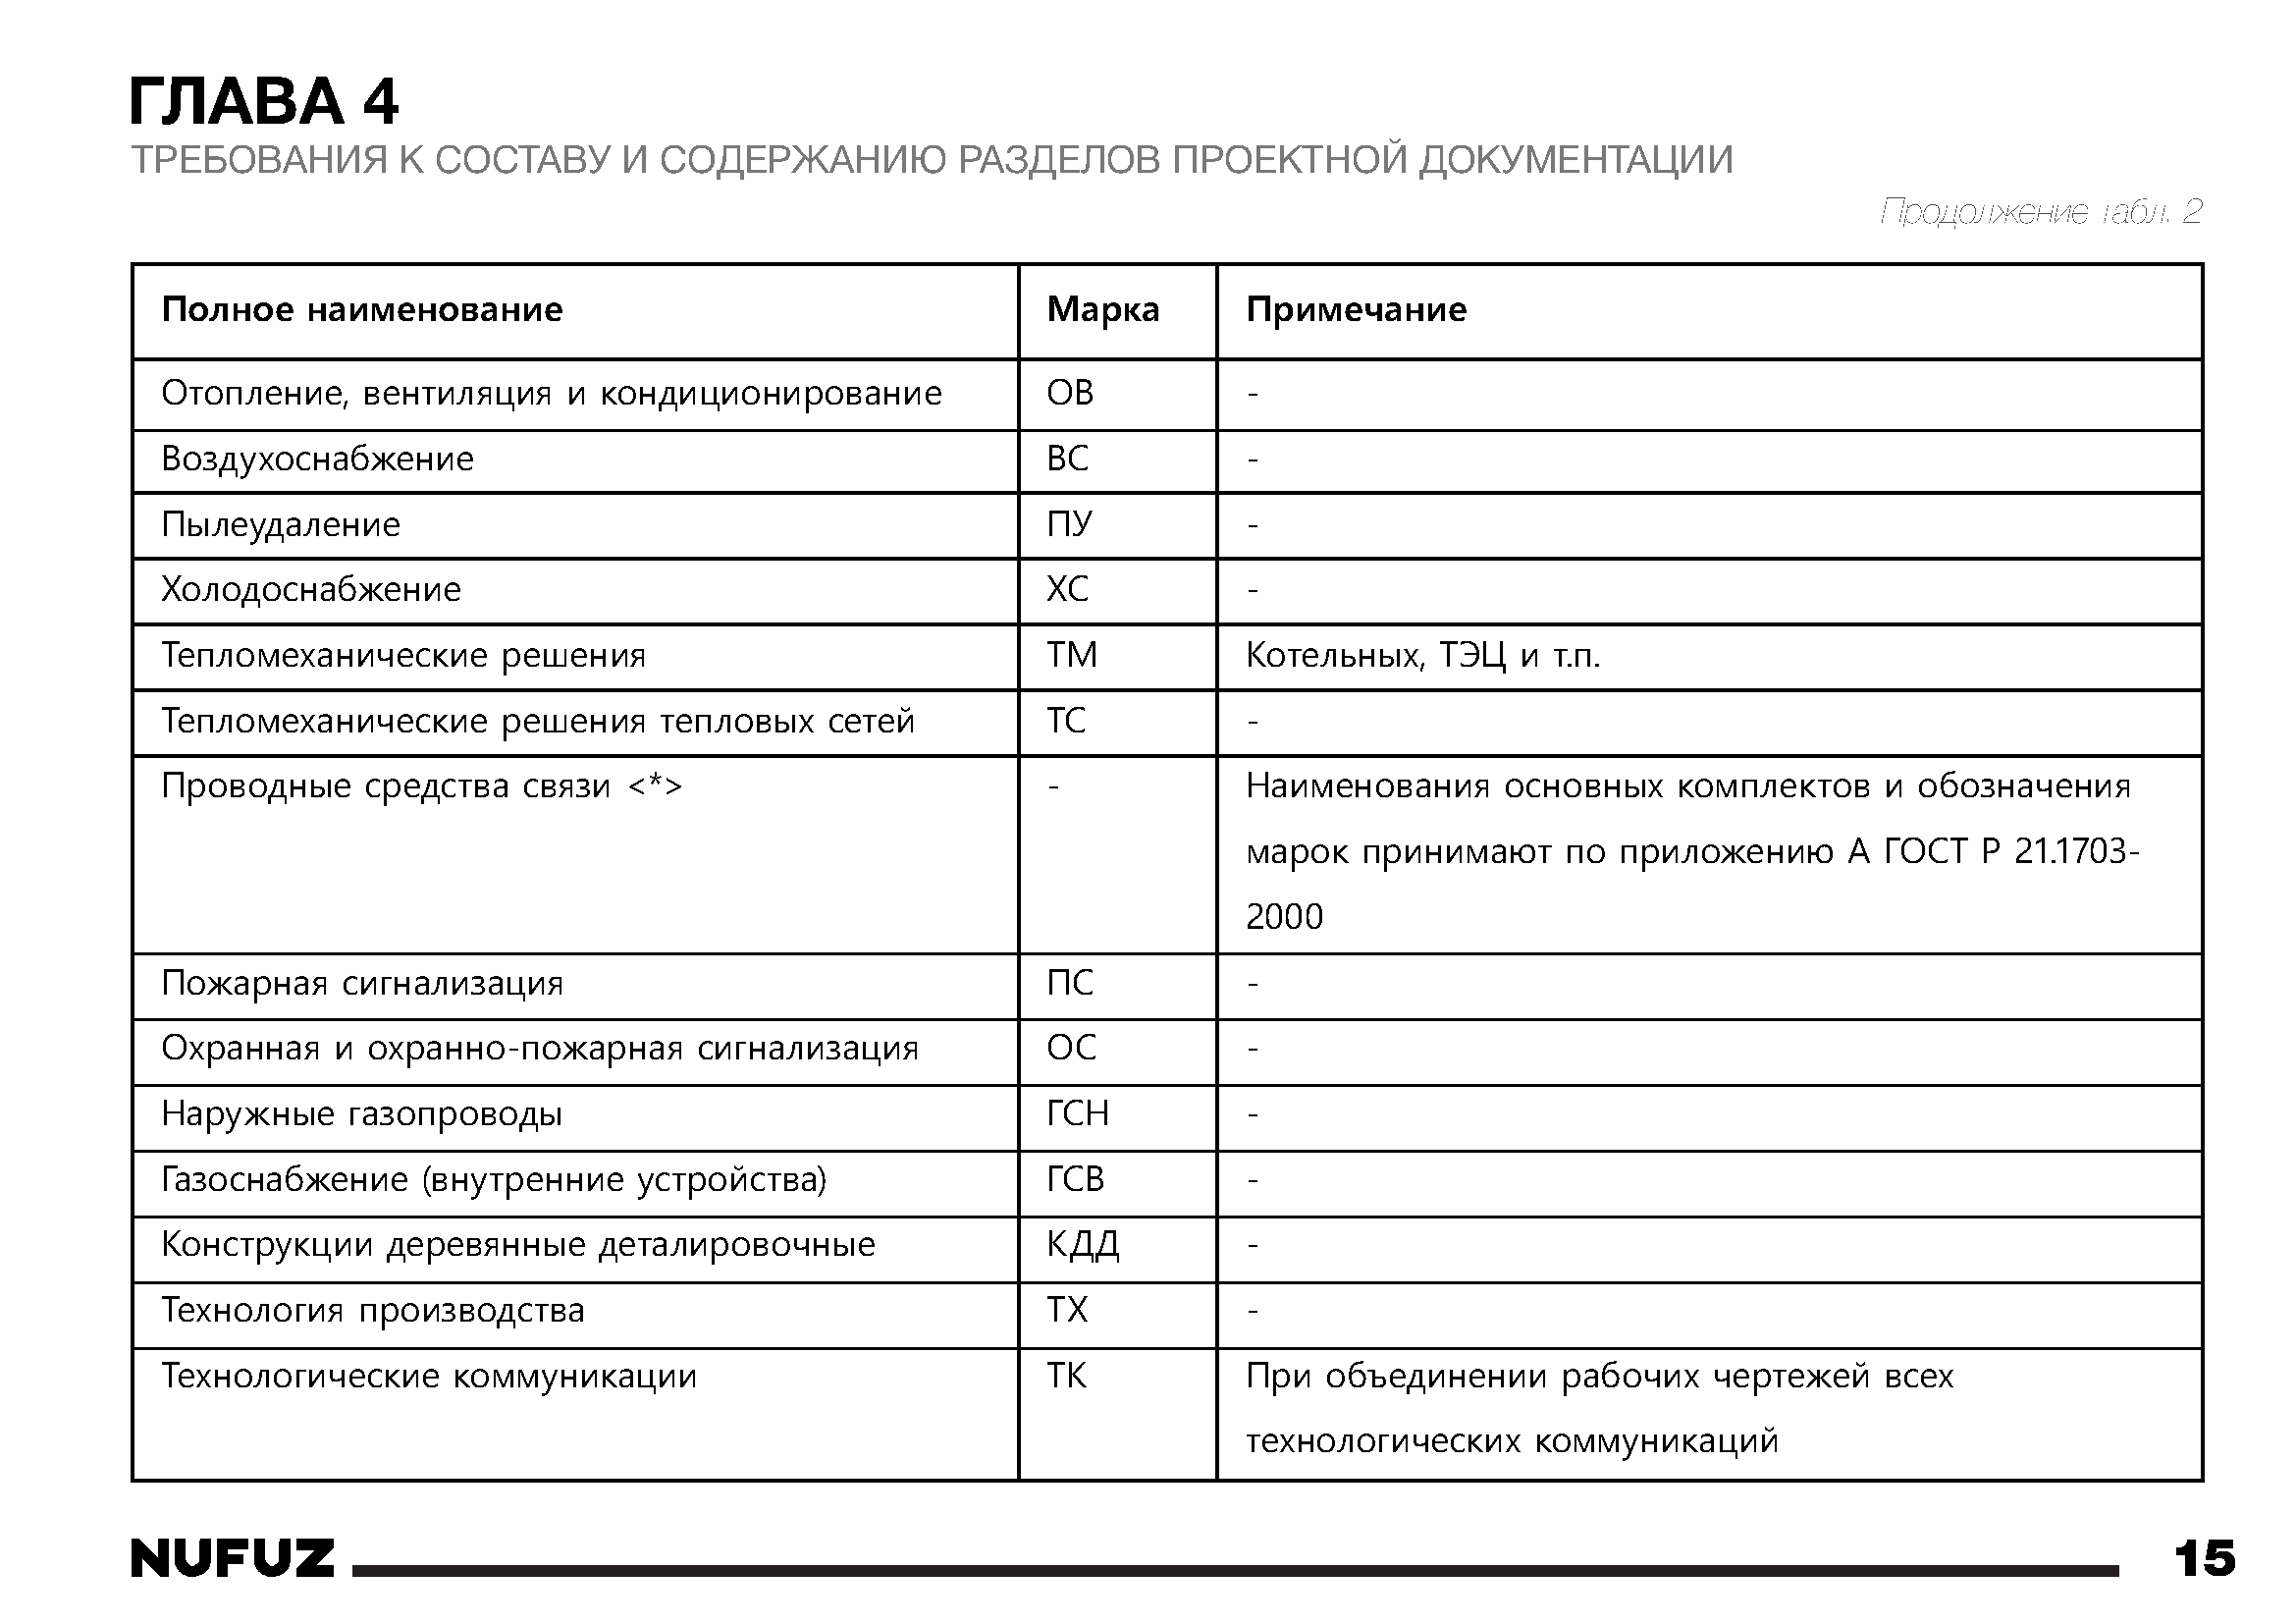 ГЛАВА 4
ТРЕБОВАНИЯ К СОСТАВУ И СОДЕРЖАНИЮ РАЗДЕЛОВ ПРОЕКТНОЙ ДОКУМЕНТАЦИИ
Продолжение табл. 2
Полное наименование Марка Примечание
Отопление, вентиляция и кондиционирование ОВ -
Воздухоснабжение ВС -
Пылеудаление ПУ -
Холодоснабжение ХС -
Тепломеханические решения ТМ Котельных, ТЭЦ и т.п.
Тепломеханические решения тепловых сетей ТС -
Проводные средства связи <*> - Наименования основных комплектов и обозначения
марок принимают по приложению А ГОСТ Р 21.1703-
2000
Пожарная сигнализация ПС -
Охранная и охранно-пожарная сигнализация ОС -
Наружные газопроводы ГСН -
Газоснабжение (внутренние устройства) ГСВ -
Конструкции деревянные деталировочные КДД -
Технология производства ТХ -
Технологические коммуникации ТК При объединении рабочих чертежей всех
технологических коммуникаций
NUFUZ 15